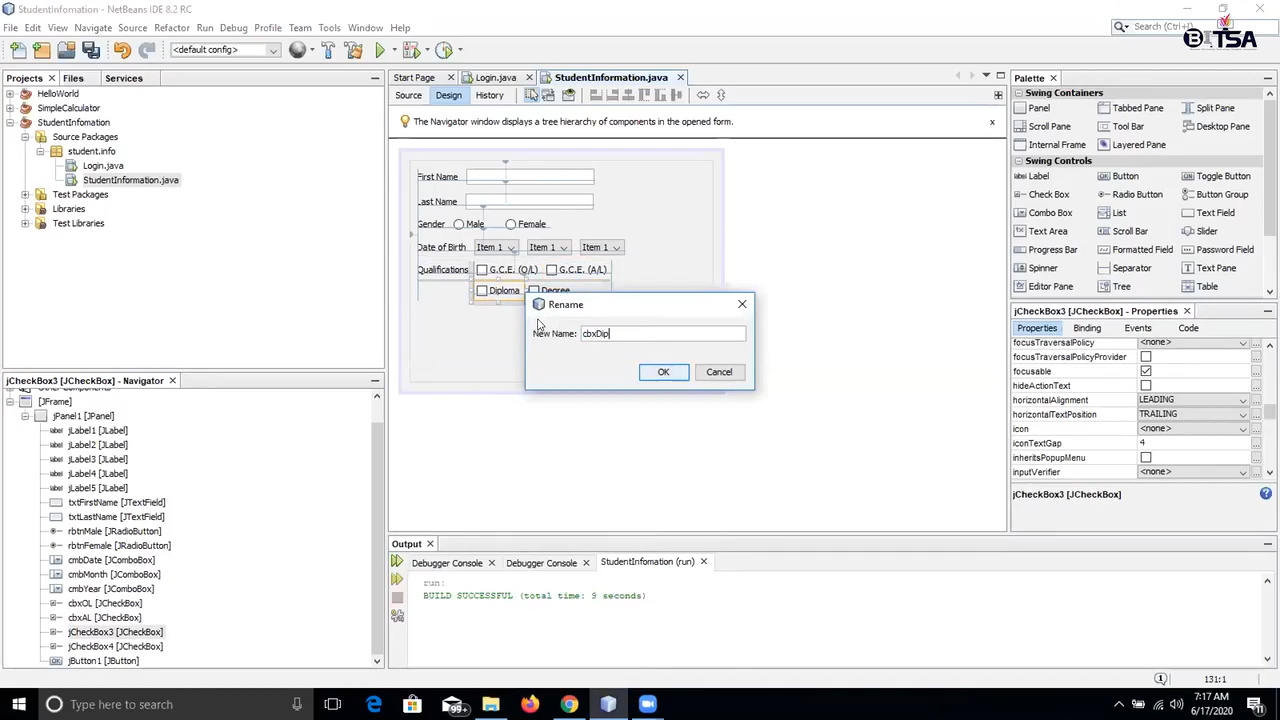 StudentInfomation - NetBeans IDE 8.2 RC
File Edit View Navigate Source Refactor Run Debug Profile Team Tools Window Help
Search (Ctrl+I)
TSA
<default config>
Projects Files Services
Start Page Login.java StudentInformation.java
Palette
HelloWorld
SimpleCalculator
StudentInfomation
Source Packages
student.info
Login.java
StudentInformation.java
Test Packages
Libraries
Test Libraries
Source Design History
The Navigator window displays a tree hierarchy of components in the opened form.
First Name
Last Name
Gender Male Female
Date of Birth Item 1 Item 1 Item 1
Qualifications G.C.E. (O/L) G.C.E. (A/L)
Diploma Degree
Rename
New Name: cbxDip
OK Cancel
Swing Containers
Panel Tabbed Pane Split Pane
Scroll Pane Tool Bar Desktop Pane
Internal Frame Layered Pane
Swing Controls
Label Button Toggle Button
Check Box Radio Button Button Group
Combo Box List Text Field
Text Area Scroll Bar Slider
Progress Bar Formatted Field Password Field
Spinner Separator Text Pane
Editor Pane Tree Table
jCheckBox3 [JCheckBox] - Properties
Properties Binding Events Code
focusTraversalPolicy <none>
focusTraversalPolicyProvider
focusable
hideActionText
horizontalAlignment LEADING
horizontalTextPosition TRAILING
icon <none>
iconTextGap 4
inheritsPopupMenu
inputVerifier <none>
jCheckBox3 [JCheckBox]
jCheckBox3 [JCheckBox] - Navigator
Other Components
[JFrame]
jPanel1 [JPanel]
jLabel1 [JLabel]
jLabel2 [JLabel]
jLabel3 [JLabel]
jLabel4 [JLabel]
jLabel5 [JLabel]
txtFirstName [JTextField]
txtLastName [JTextField]
rbtnMale [JRadioButton]
rbtnFemale [JRadioButton]
cmbDate [JComboBox]
cmbMonth [JComboBox]
cmbYear [JComboBox]
cbxOL [JCheckBox]
cbxAL [JCheckBox]
jCheckBox3 [JCheckBox]
jCheckBox4 [JCheckBox]
jButton1 [JButton]
Output
Debugger Console Debugger Console StudentInfomation (run)
run:
BUILD SUCCESSFUL (total time: 9 seconds)
131:1
Type here to search
99+
7:17 AM
6/17/2020